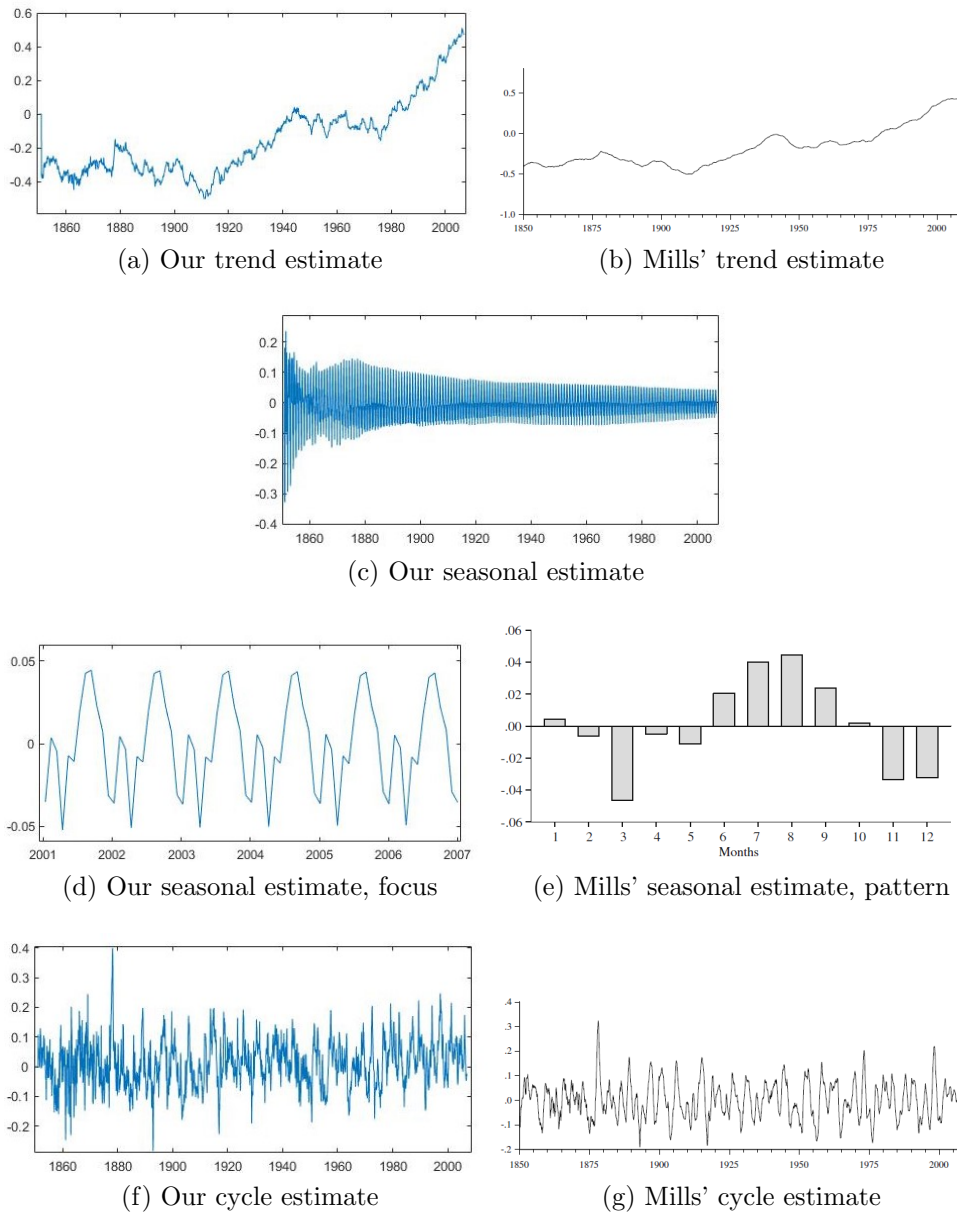 0.6
0.4
0.2
0
-0.2
-0.4
1860 1880 1900 1920 1940 1960 1980 2000
(a) Our trend estimate
0.5
0.0
-0.5
-1.0
1850 1875 1900 1925 1950 1975 2000
(b) Mills' trend estimate
0.2
0.1
0
-0.1
-0.2
-0.3
-0.4
1860 1880 1900 1920 1940 1960 1980 2000
(c) Our seasonal estimate
0.05
0
-0.05
2001 2002 2003 2004 2005 2006 2007
(d) Our seasonal estimate, focus
.06
.04
.02
.00
-.02
-.04
-.06
1 2 3 4 5 6 7 8 9 10 11 12
Months
(e) Mills' seasonal estimate, pattern
0.4
0.3
0.2
0.1
0
-0.1
-0.2
1860 1880 1900 1920 1940 1960 1980 2000
(f) Our cycle estimate
.4
.3
.2
.1
.0
-.1
-.2
1850 1875 1900 1925 1950 1975 2000
(g) Mills' cycle estimate